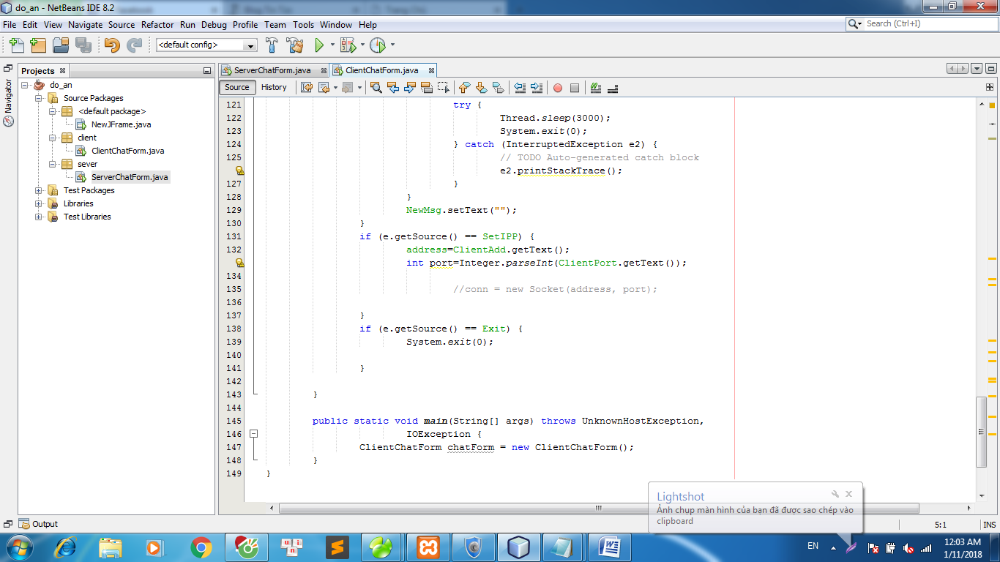 do_an - NetBeans IDE 8.2
File Edit View Navigate Source Refactor Run Debug Profile Team Tools Window Help
Search (Ctrl+I)
<default config>
Projects
ServerChatForm.java
ClientChatForm.java
Navigator
Source History
do_an
Source Packages
<default package>
NewJFrame.java
client
ClientChatForm.java
sever
ServerChatForm.java
Test Packages
Libraries
Test Libraries
121 try {
122 Thread.sleep(3000);
123 System.exit(0);
124 } catch (InterruptedException e2) {
125 // TODO Auto-generated catch block
e2.printStackTrace();
127 }
128 }
129 NewMsg.setText("");
130 }
131 if (e.getSource() == SetIPP) {
132 address=ClientAdd.getText();
int port=Integer.parseInt(ClientPort.getText());
134
135 //conn = new Socket(address, port);
136
137 }
138 if (e.getSource() == Exit) {
139 System.exit(0);
140
141 }
142
143 }
144
145 public static void main(String[] args) throws UnknownHostException,
146 IOException {
147 ClientChatForm chatForm = new ClientChatForm();
148 }
149 }
Lightshot
Ảnh chụp màn hình của bạn đã được sao chép vào
clipboard
Output
5:1 INS
EN
12:03 AM
1/11/2018